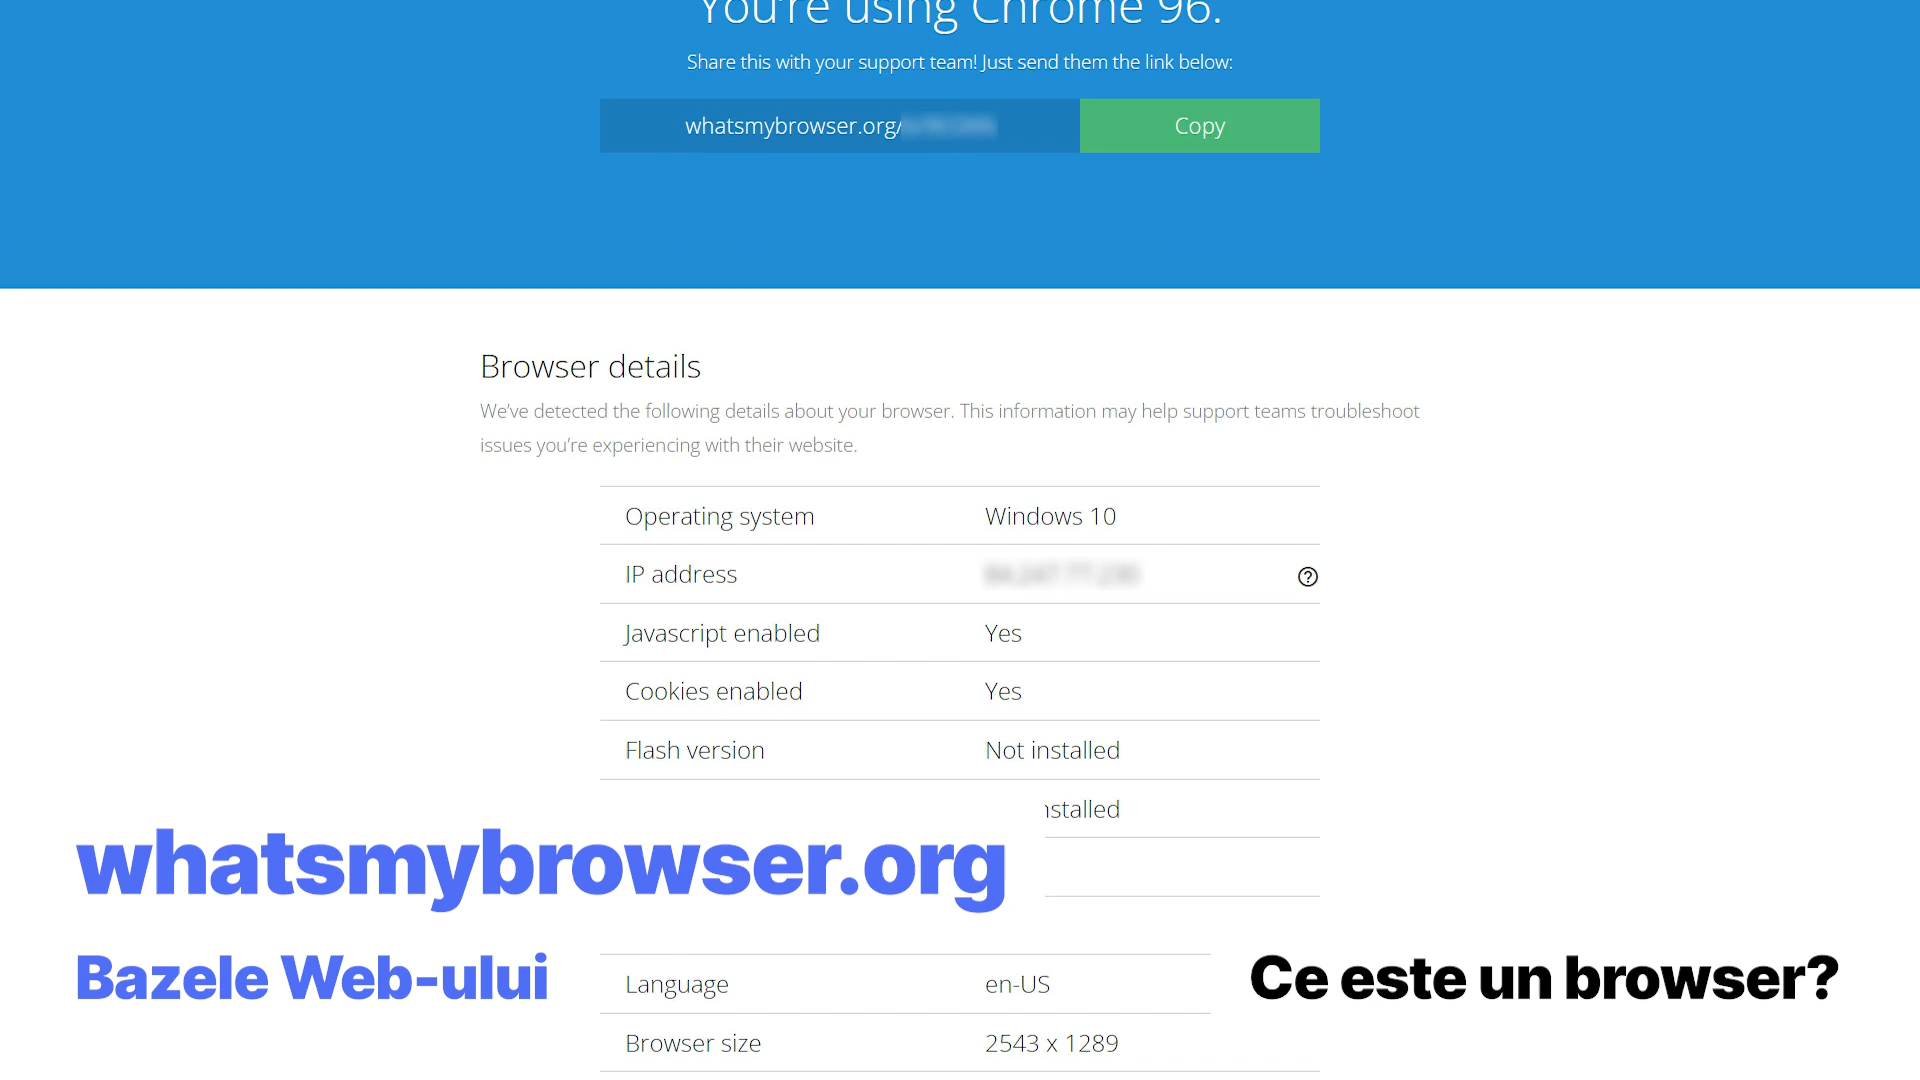 You're using Chrome 96.
Share this with your support team! Just send them the link below:
whatsmybrowser.org/
Copy
Browser details
We've detected the following details about your browser. This information may help support teams troubleshoot
issues you're experiencing with their website.
Operating system Windows 10
IP address
Javascript enabled Yes
Cookies enabled Yes
Flash version Not installed
nstalled
whatsmybrowser.org
Bazele Web-ului
Ce este un browser?
Language en-US
Browser size 2543 x 1289